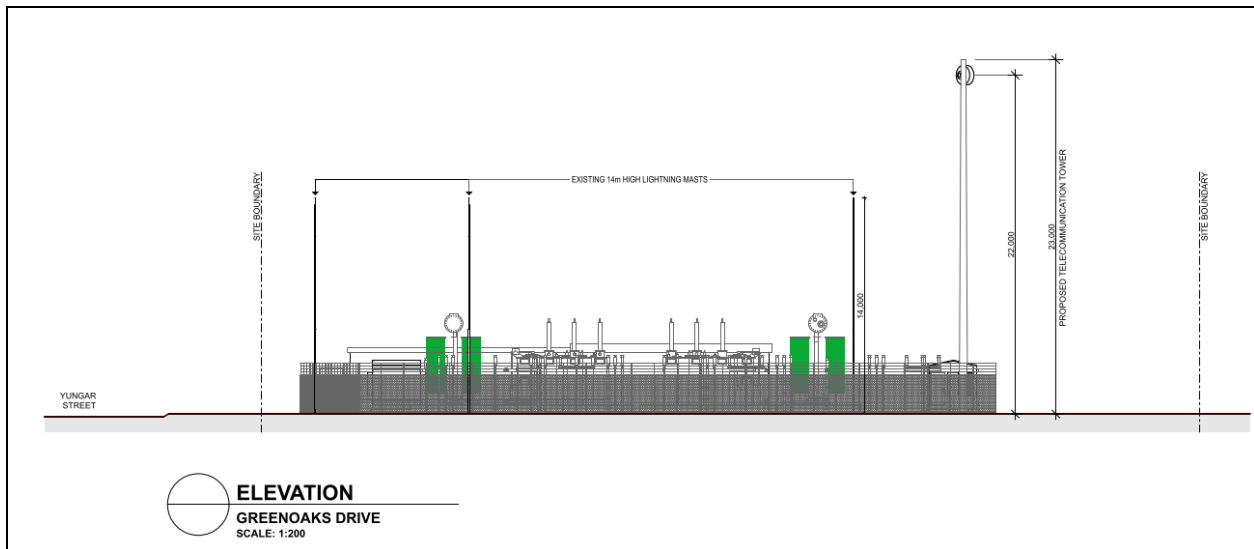 EXISTING 14m HIGH LIGHTNING MASTS
SITE BOUNDARY
14.000
22.000
23.000
PROPOSED TELECOMMUNICATION TOWER
SITE BOUNDARY
YUNGAR
STREET
ELEVATION
GREENOAKS DRIVE
SCALE: 1:200